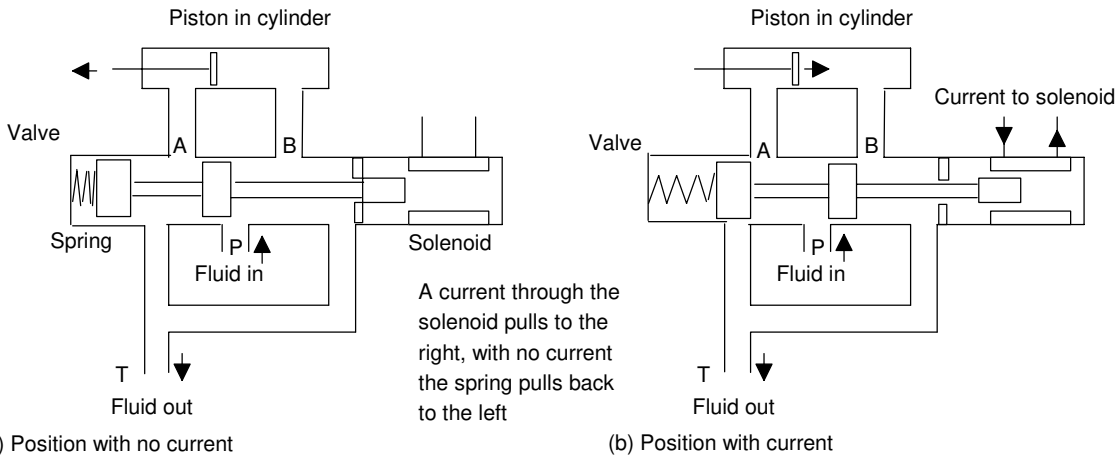 Piston in cylinder
Valve
A
B
Spring
P
Fluid in
Solenoid
T
Fluid out
) Position with no current
A current through the
solenoid pulls to the
right, with no current
the spring pulls back
to the left
Piston in cylinder
Current to solenoid
Valve
A
B
P
Fluid in
T
Fluid out
(b) Position with current